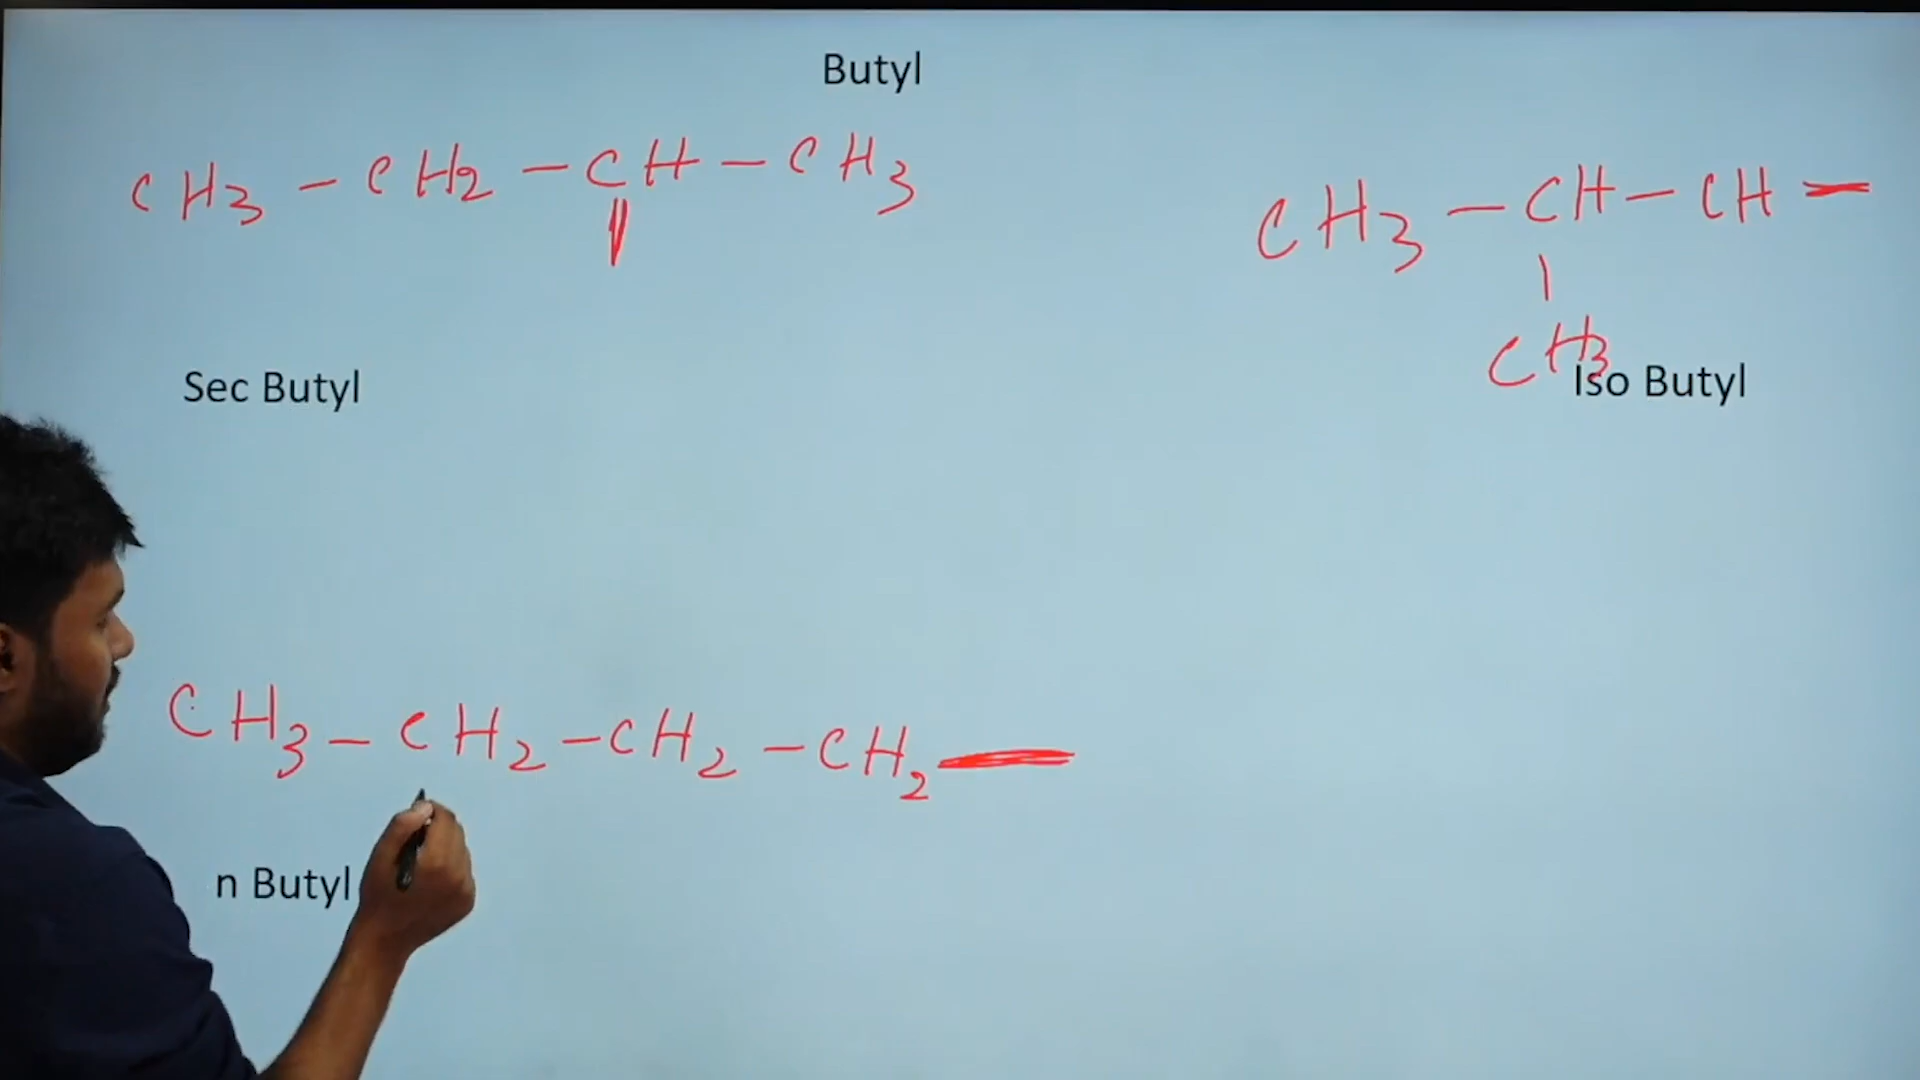 Butyl
CH3 - CH2 - CH - CH3
CH3 - CH - CH -
CH3
Sec Butyl
Iso Butyl
CH3 - CH2 - CH2 - CH2 -
n Butyl